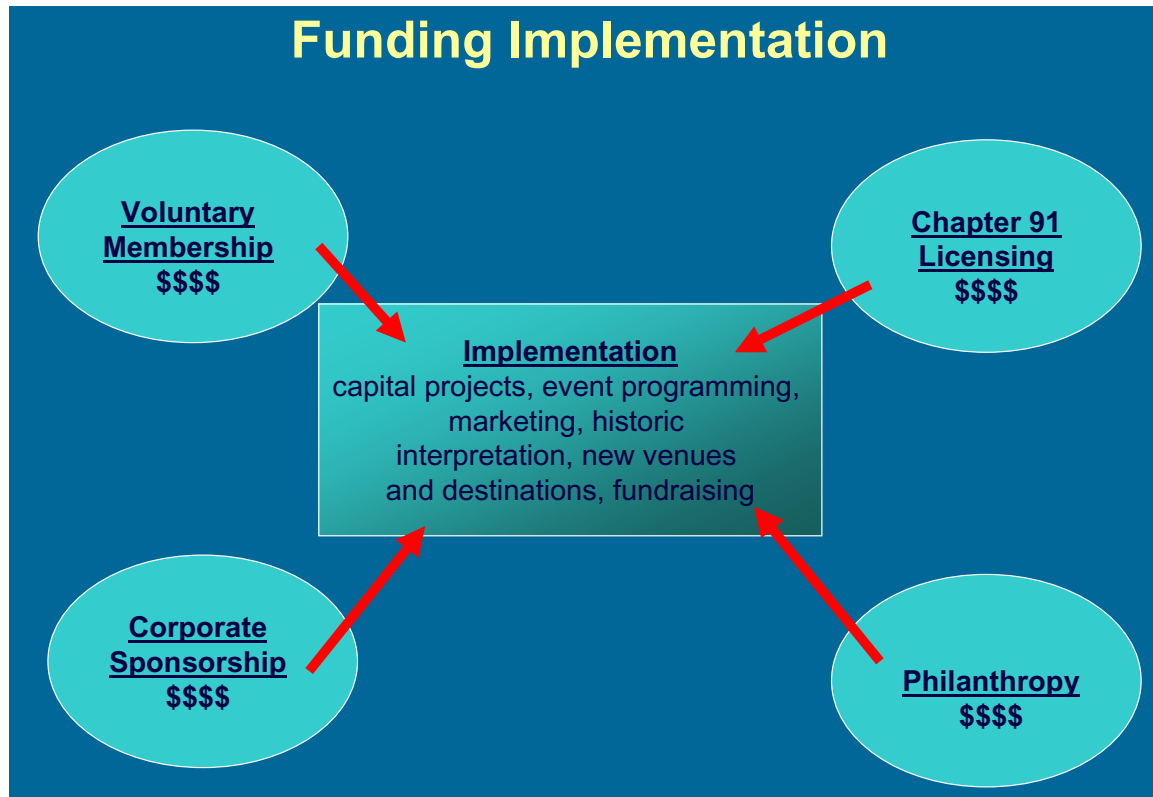 Funding Implementation
Voluntary
Membership
$$$$
Chapter 91
Licensing
$$$$
Implementation
capital projects, event programming,
marketing, historic
interpretation, new venues
and destinations, fundraising
Corporate
Sponsorship
$$$$
Philanthropy
$$$$